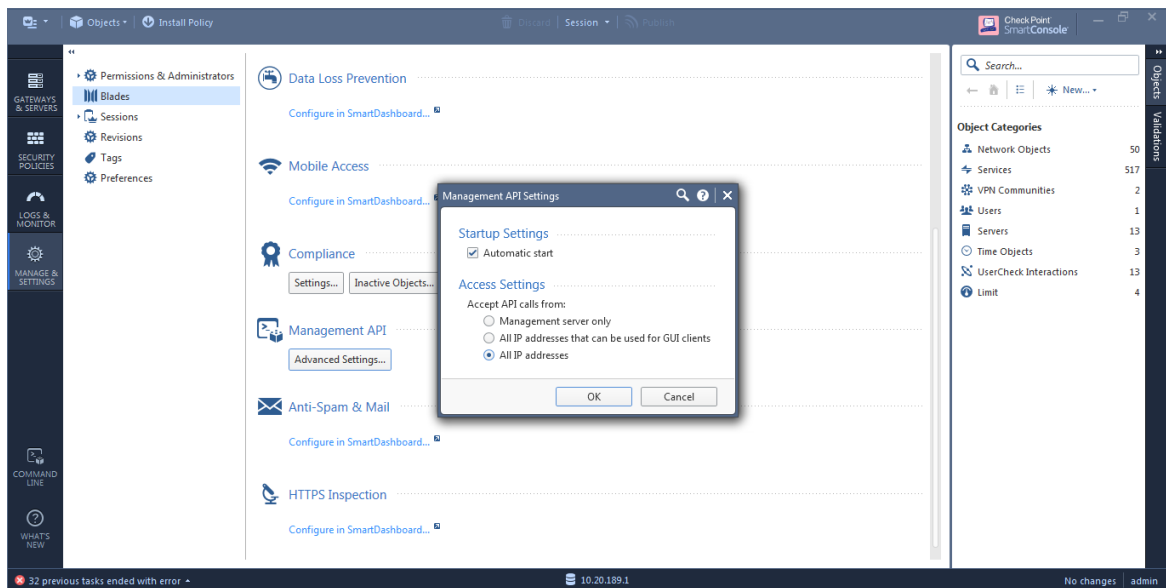 Objects
Install Policy
Discard
Session
Publish
Check Point
SmartConsole
GATEWAYS
& SERVERS
SECURITY
POLICIES
LOGS &
MONITOR
MANAGE &
SETTINGS
COMMAND
LINE
WHAT'S
NEW
Permissions & Administrators
Blades
Sessions
Revisions
Tags
Preferences
Data Loss Prevention
Configure in SmartDashboard...
Mobile Access
Configure in SmartDashboard...
Compliance
Settings...
Inactive Objects...
Management API
Advanced Settings...
Anti-Spam & Mail
Configure in SmartDashboard...
HTTPS Inspection
Configure in SmartDashboard...
Management API Settings
Startup Settings
Automatic start
Access Settings
Accept API calls from:
Management server only
All IP addresses that can be used for GUI clients
All IP addresses
OK
Cancel
Search...
New...
Object Categories
Network Objects 50
Services 517
VPN Communities 2
Users 1
Servers 13
Time Objects 3
UserCheck Interactions 13
Limit 4
Objects
Validations
32 previous tasks ended with error
10.20.189.1
No changes
admin